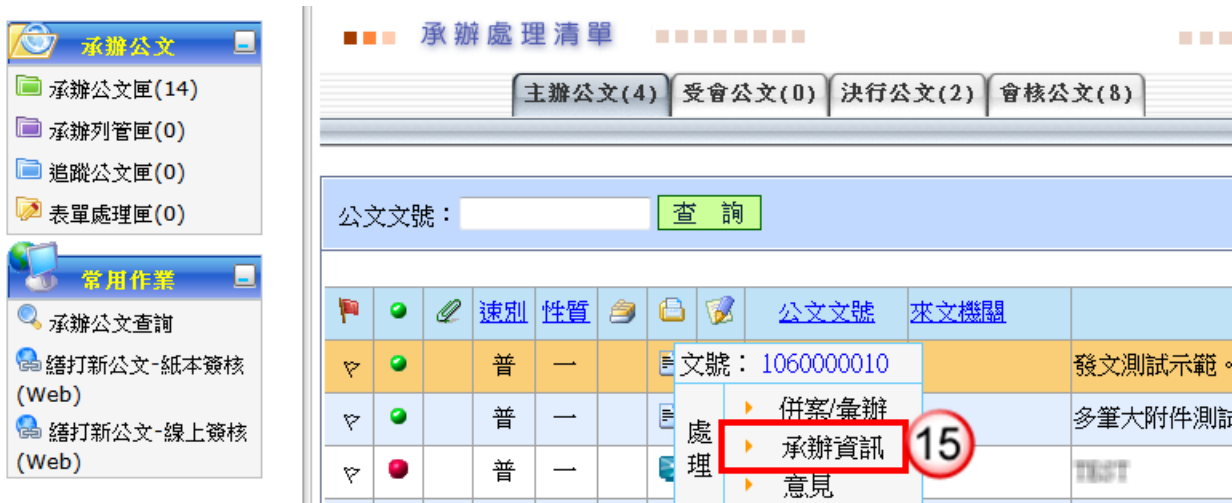 承辦公文
承辦公文匣(14)
承辦列管匣(0)
追蹤公文匣(0)
表單處理匣(0)
常用作業
承辦公文查詢
繕打新公文-紙本簽核
(Web)
繕打新公文-線上簽核
(Web)
承辦處理清單
主辦公文(4) 受會公文(0) 決行公文(2) 會核公文(8)
公文文號： 查 詢
速別 性質 公文文號 來文機關
普 一 發文測試示範。
普 一 多筆大附件測試
普 一
文號：1060000010
處理
併案/彙辦
承辦資訊
意見
15